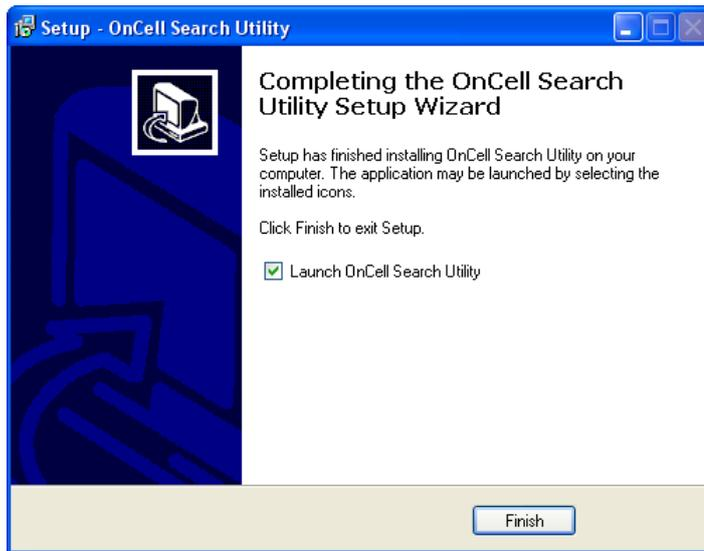 Setup - OnCell Search Utility
Completing the OnCell Search
Utility Setup Wizard
Setup has finished installing OnCell Search Utility on your
computer. The application may be launched by selecting the
installed icons.
Click Finish to exit Setup.
Launch OnCell Search Utility
Finish